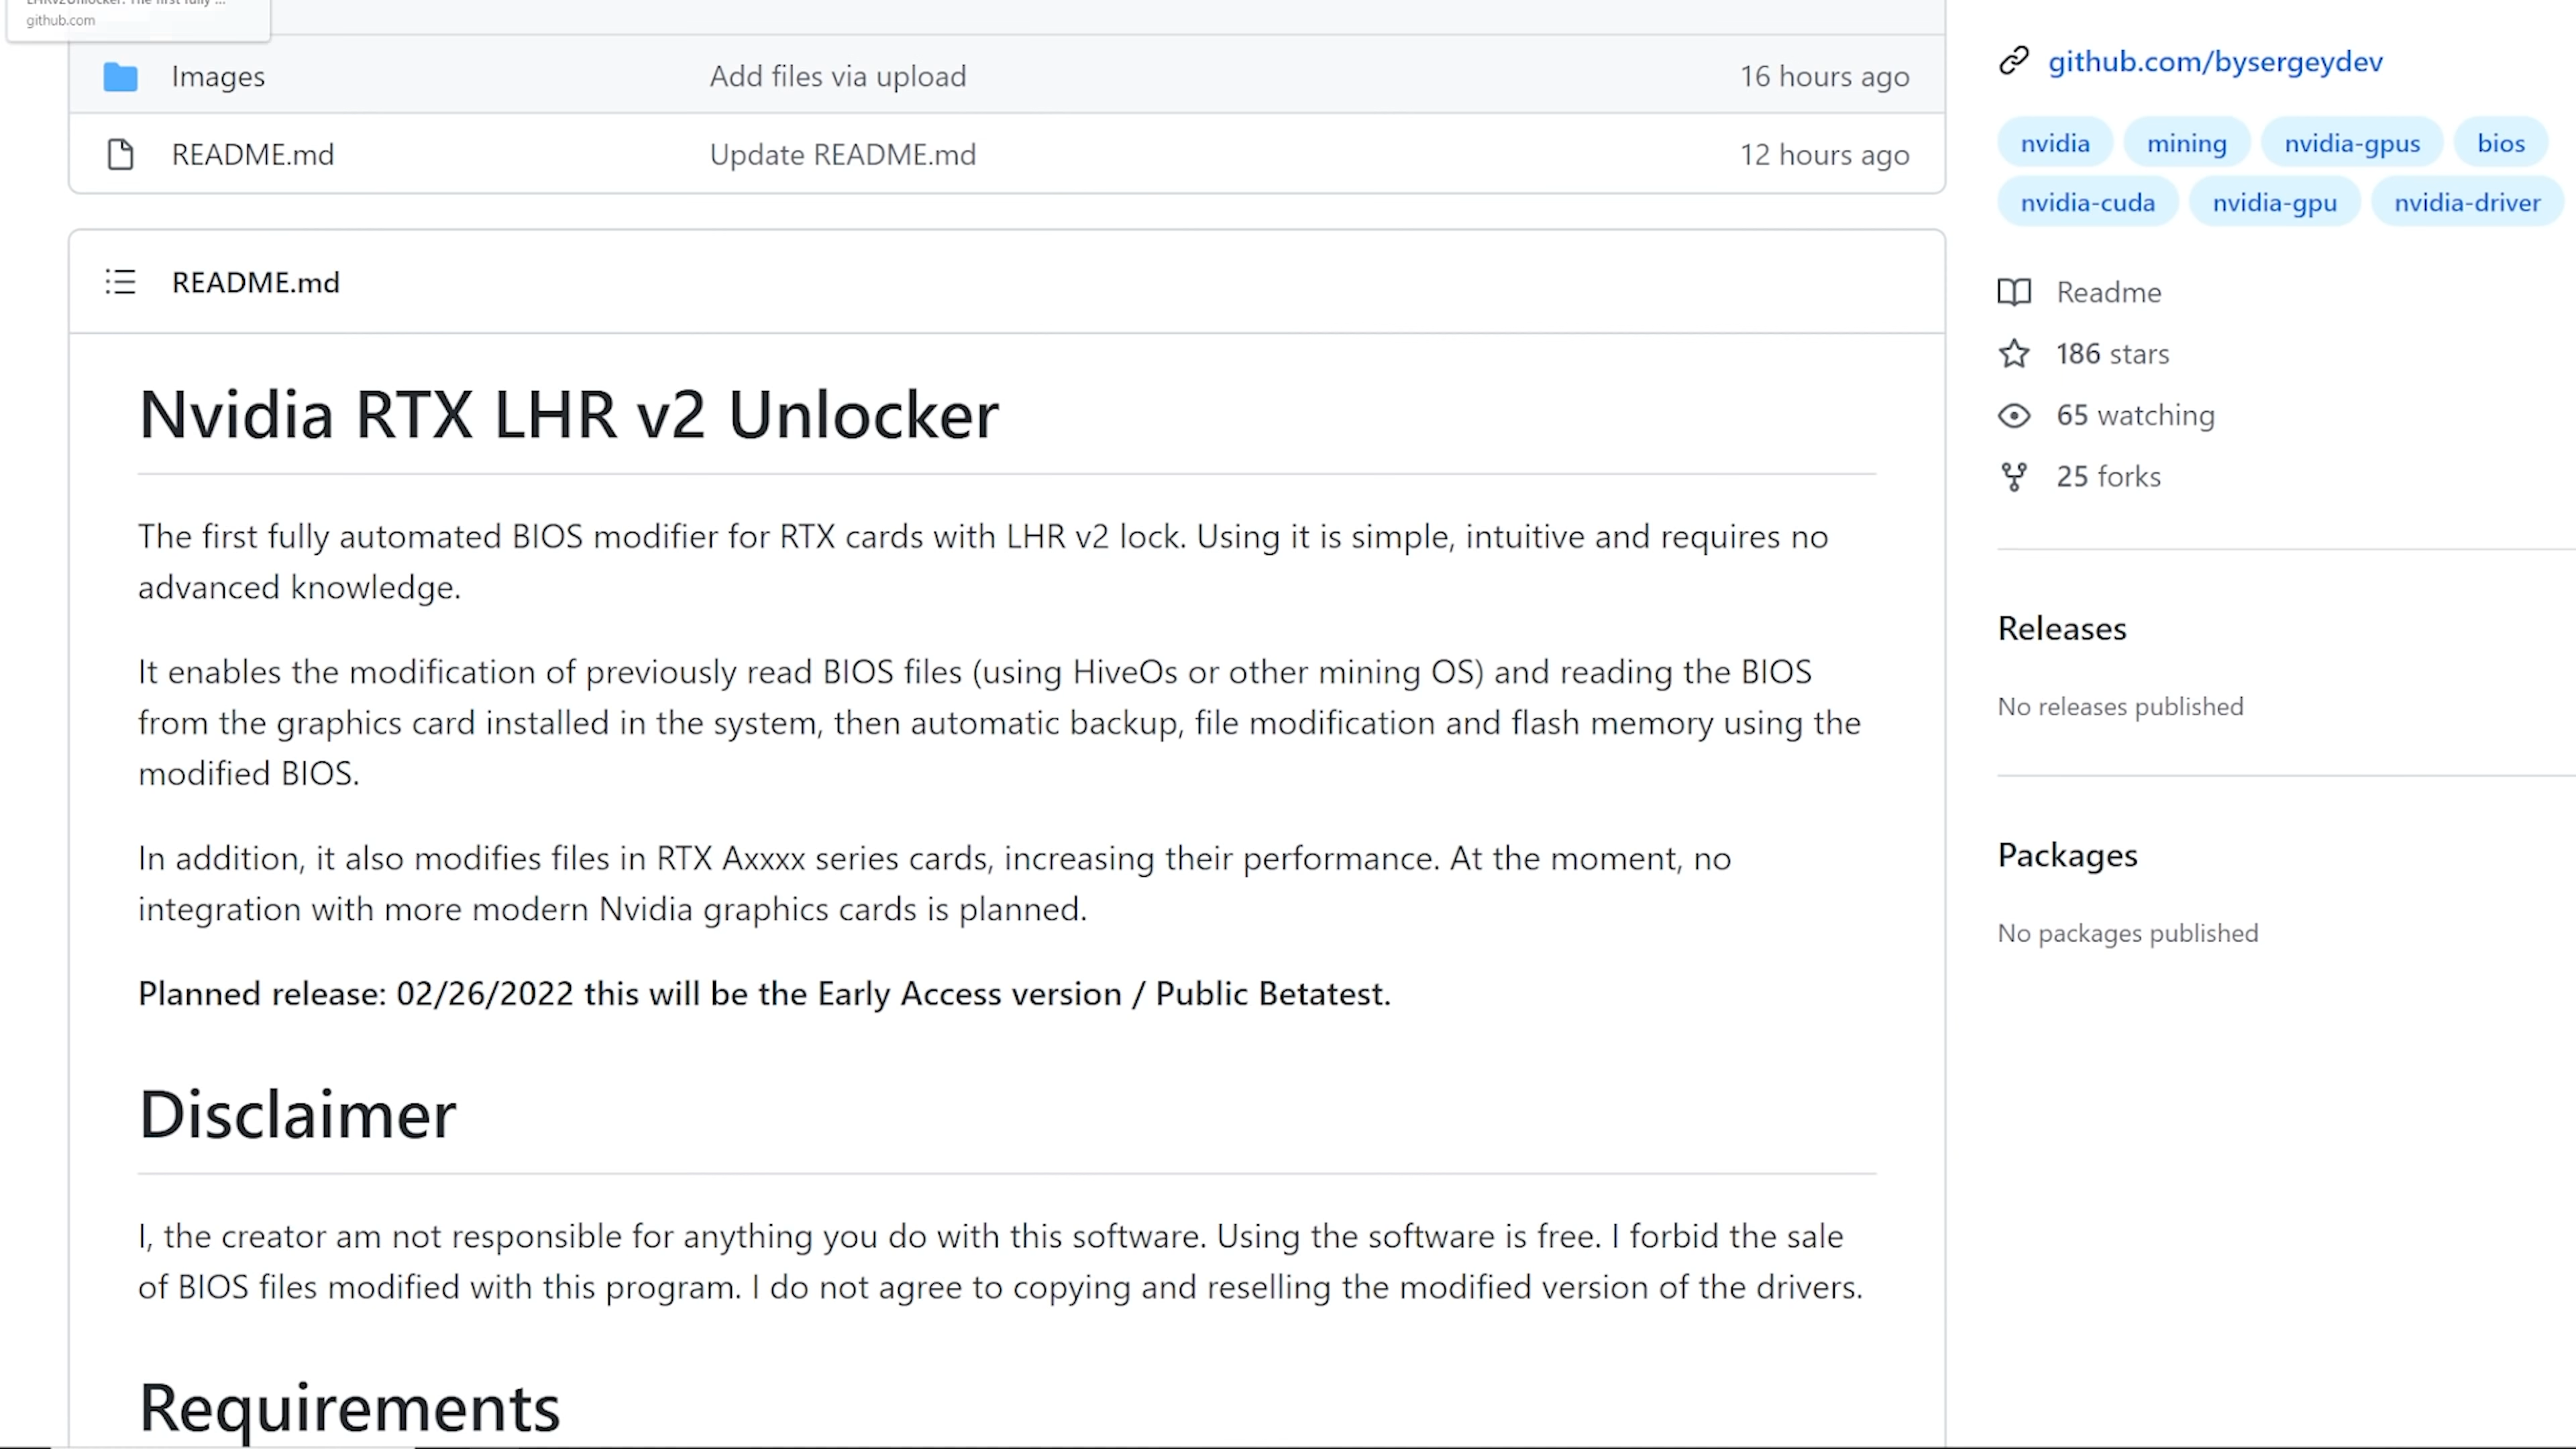 LHRv2Unlocker: The first fully ...
github.com
Images Add files via upload 16 hours ago
README.md Update README.md 12 hours ago
README.md
Nvidia RTX LHR v2 Unlocker
The first fully automated BIOS modifier for RTX cards with LHR v2 lock. Using it is simple, intuitive and requires no
advanced knowledge.
It enables the modification of previously read BIOS files (using HiveOs or other mining OS) and reading the BIOS
from the graphics card installed in the system, then automatic backup, file modification and flash memory using the
modified BIOS.
In addition, it also modifies files in RTX Axxxx series cards, increasing their performance. At the moment, no
integration with more modern Nvidia graphics cards is planned.
Planned release: 02/26/2022 this will be the Early Access version / Public Betatest.
Disclaimer
I, the creator am not responsible for anything you do with this software. Using the software is free. I forbid the sale
of BIOS files modified with this program. I do not agree to copying and reselling the modified version of the drivers.
Requirements
github.com/bysergeydev
nvidia mining nvidia-gpus bios
nvidia-cuda nvidia-gpu nvidia-driver
Readme
186 stars
65 watching
25 forks
Releases
No releases published
Packages
No packages published